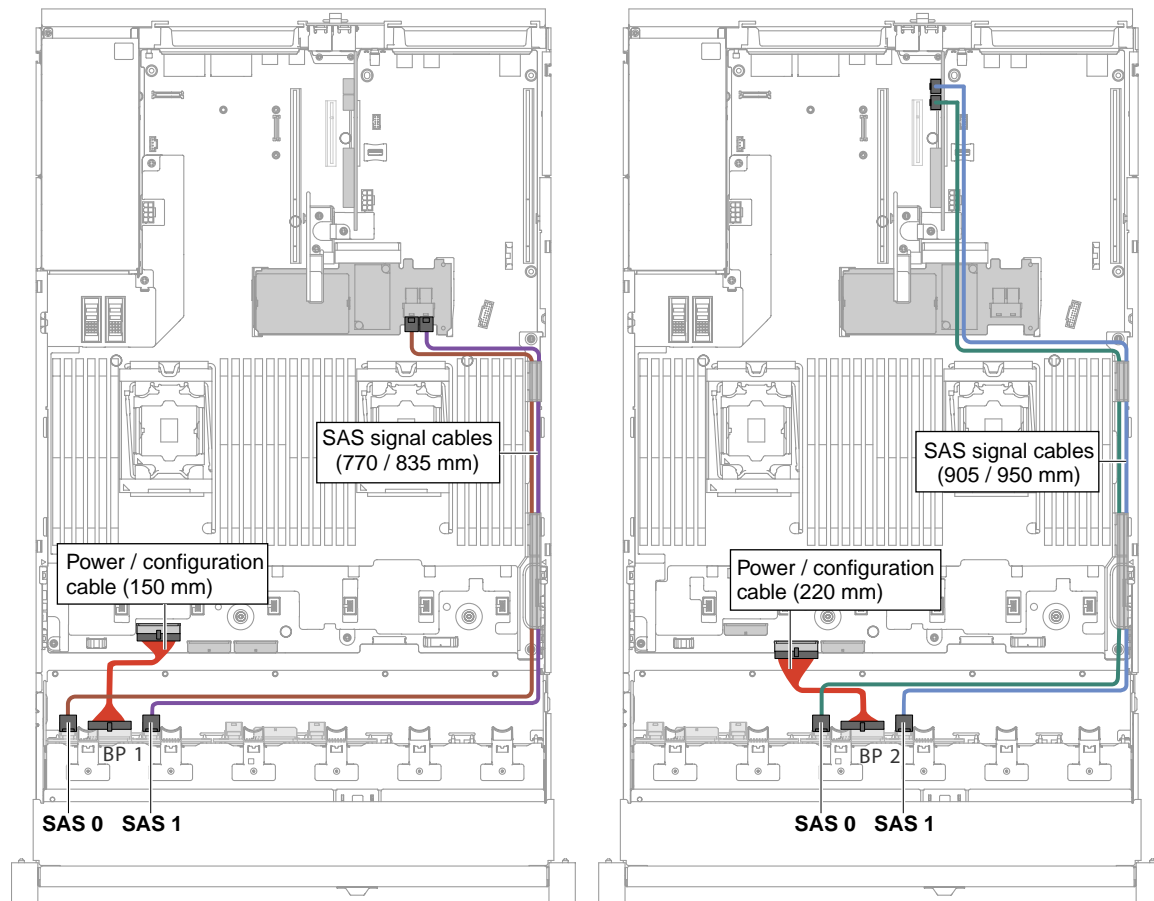 SAS signal cables
(770 / 835 mm)
Power / configuration
cable (150 mm)
BP 1
SAS 0 SAS 1
SAS signal cables
(905 / 950 mm)
Power / configuration
cable (220 mm)
BP 2
SAS 0 SAS 1